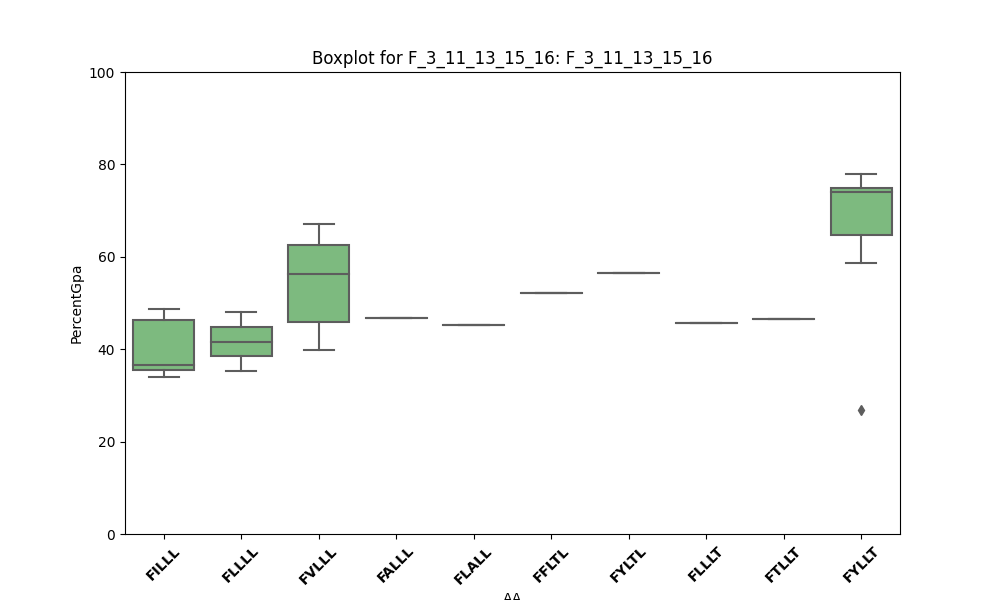 Boxplot for F_3_11_13_15_16: F_3_11_13_15_16
100
80
60
40
20
0
PercentGpa
FILLL
FLLLL
FVLLL
FALLL
FLALL
FFLTL
FYLTL
FLLLT
FTLLT
FYLLT
AA